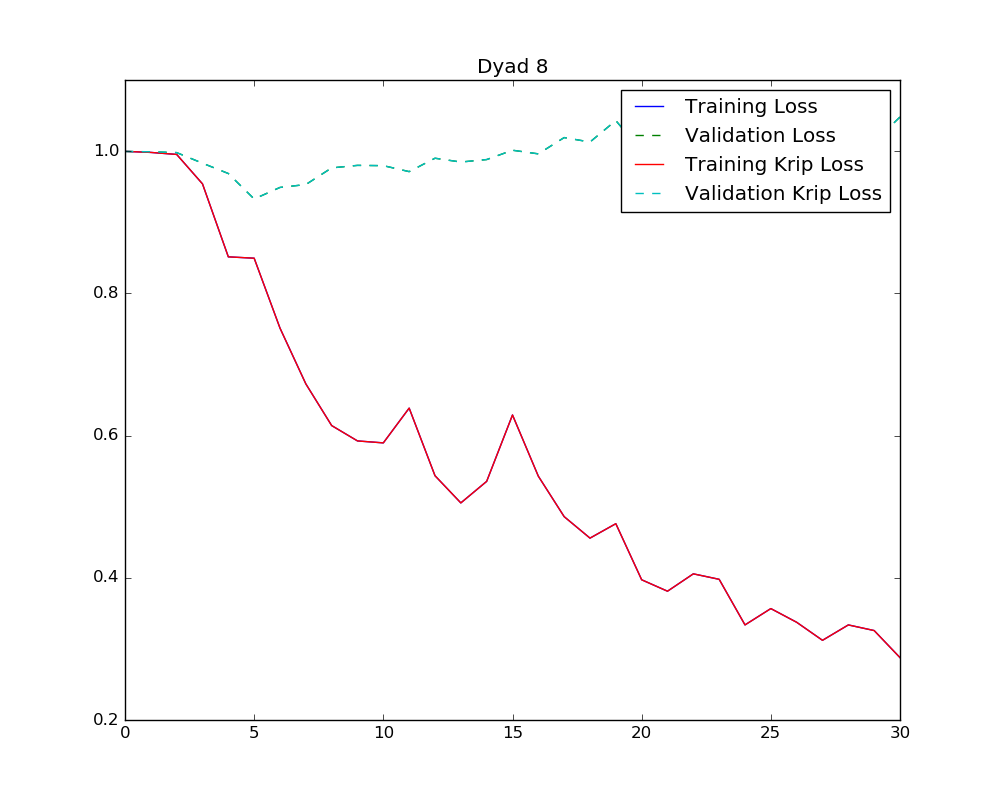 Dyad 8
Training Loss
Validation Loss
Training Krip Loss
Validation Krip Loss
1.0
0.8
0.6
0.4
0.2
0 5 10 15 20 25 30